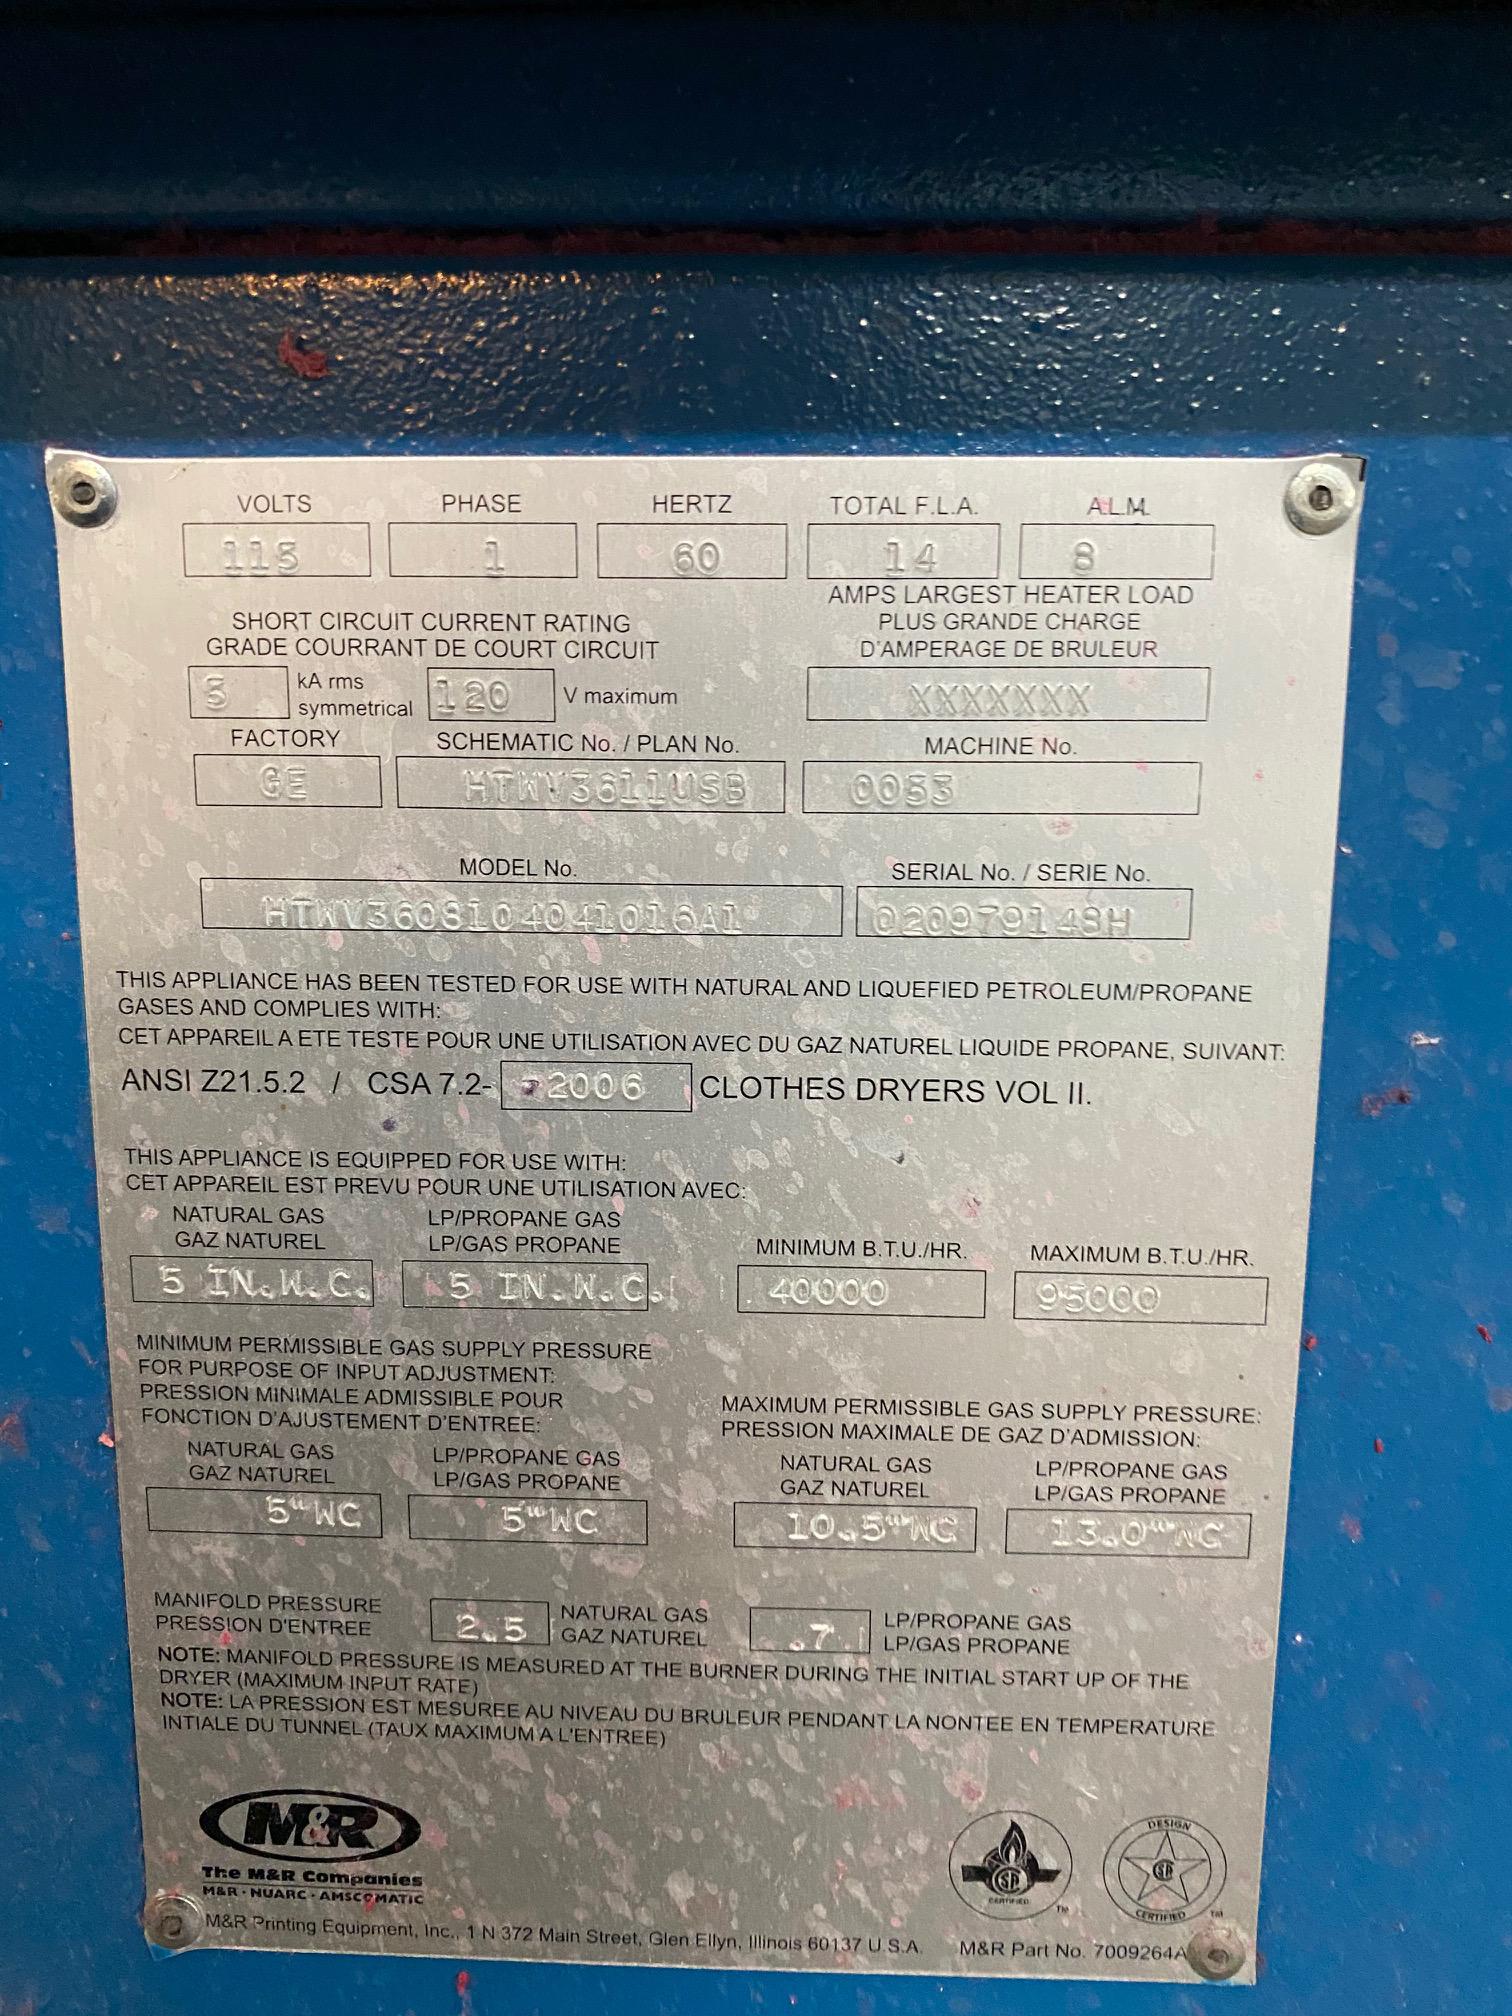 VOLTS PHASE HERTZ TOTAL F.L.A. A.L.M.
115 1 60 14 8
SHORT CIRCUIT CURRENT RATING
GRADE COURRANT DE COURT CIRCUIT
AMPS LARGEST HEATER LOAD
PLUS GRANDE CHARGE
D'AMPERAGE DE BRULEUR
5 kA rms symmetrical 120 V maximum
XXXXXXX
FACTORY SCHEMATIC No. / PLAN No. MACHINE No.
GE HTWV3611USB 0053
MODEL No. SERIAL No. / SERIE No.
HTWV3608104041016A1 020979148H
THIS APPLIANCE HAS BEEN TESTED FOR USE WITH NATURAL AND LIQUEFIED PETROLEUM/PROPANE
GASES AND COMPLIES WITH:
CET APPAREIL A ETE TESTE POUR UNE UTILISATION AVEC DU GAZ NATUREL LIQUIDE PROPANE, SUIVANT:
ANSI Z21.5.2 / CSA 7.2- 2006 CLOTHES DRYERS VOL II.
THIS APPLIANCE IS EQUIPPED FOR USE WITH:
CET APPAREIL EST PREVU POUR UNE UTILISATION AVEC:
NATURAL GAS LP/PROPANE GAS
GAZ NATUREL LP/GAS PROPANE MINIMUM B.T.U./HR. MAXIMUM B.T.U./HR.
5 IN.W.C. 5 IN.W.C. 40000 95000
MINIMUM PERMISSIBLE GAS SUPPLY PRESSURE
FOR PURPOSE OF INPUT ADJUSTMENT:
PRESSION MINIMALE ADMISSIBLE POUR
FONCTION D'AJUSTEMENT D'ENTREE:
NATURAL GAS LP/PROPANE GAS
GAZ NATUREL LP/GAS PROPANE
5"WC 5"WC
MAXIMUM PERMISSIBLE GAS SUPPLY PRESSURE:
PRESSION MAXIMALE DE GAZ D'ADMISSION:
NATURAL GAS LP/PROPANE GAS
GAZ NATUREL LP/GAS PROPANE
10.5"WC 13.0"WC
MANIFOLD PRESSURE 2.5 NATURAL GAS .7 LP/PROPANE GAS
PRESSION D'ENTREE GAZ NATUREL LP/GAS PROPANE
NOTE: MANIFOLD PRESSURE IS MEASURED AT THE BURNER DURING THE INITIAL START UP OF THE
DRYER (MAXIMUM INPUT RATE)
NOTE: LA PRESSION EST MESUREE AU NIVEAU DU BRULEUR PENDANT LA NONTEE EN TEMPERATURE
INTIALE DU TUNNEL (TAUX MAXIMUM A L'ENTREE)
M&R
The M&R Companies
M&R · NUARC · AMSCOMATIC
CERTIFIED TM
DESIGN
CERTIFIED TM
M&R Printing Equipment, Inc., 1 N 372 Main Street, Glen Ellyn, Illinois 60137 U.S.A. M&R Part No. 7009264A